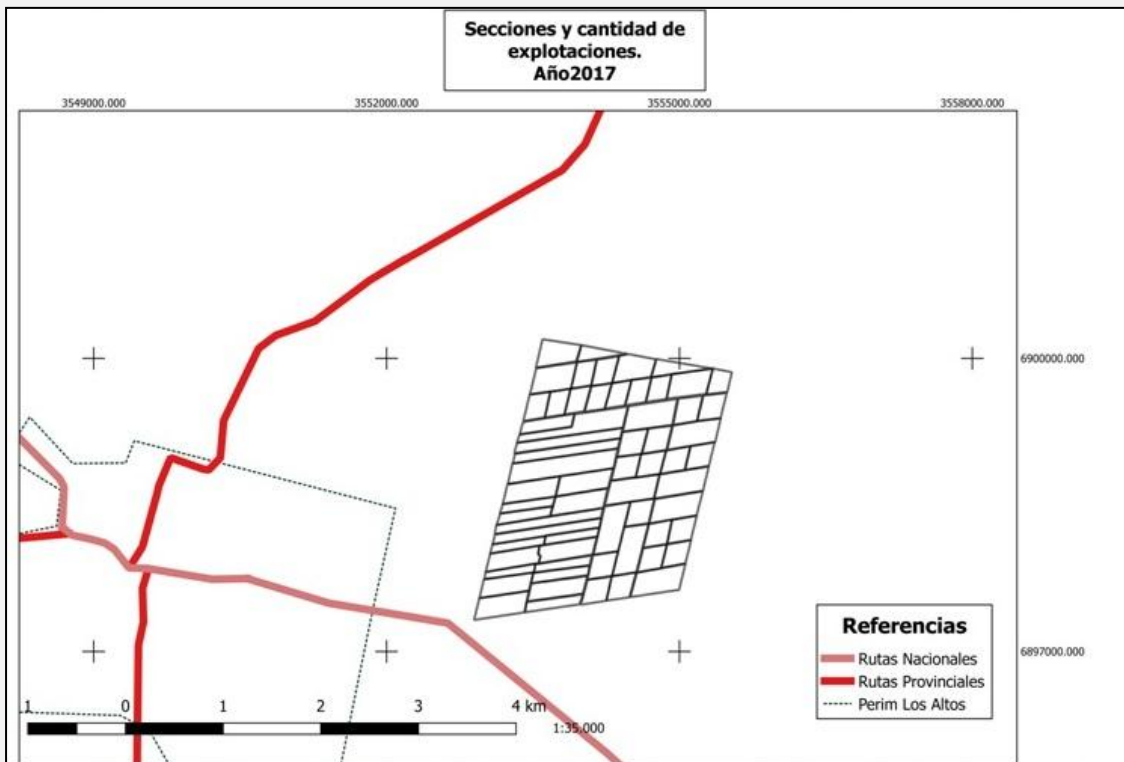 Secciones y cantidad de
explotaciones.
Año2017
3549000.000
3552000.000
3555000.000
3558000.000
6900000.000
6897000.000
Referencias
Rutas Nacionales
Rutas Provinciales
Perim Los Altos
1 0 1 2 3 4 km
1:35.000